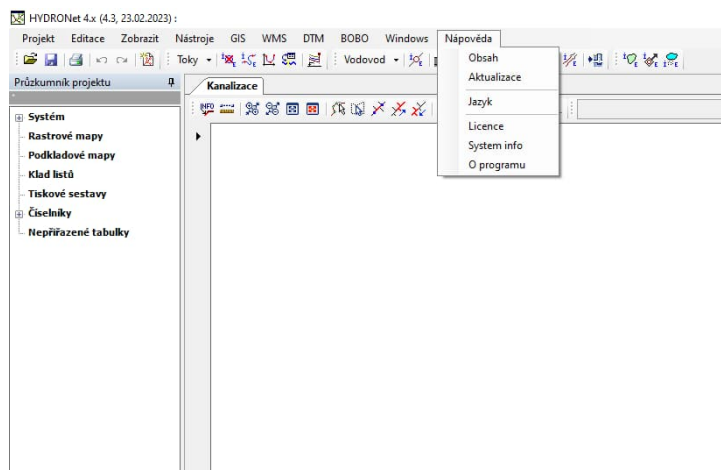 HYDRONet 4.x (4.3, 23.02.2023) :
Projekt Editace Zobrazit Nástroje GIS WMS DTM BOBO Windows Nápověda
Toky Vodovod
Průzkumník projektu
Kanalizace
INFO
Systém
Rastrové mapy
Podkladové mapy
Klad listů
Tiskové sestavy
Číselníky
Nepřiřazené tabulky
Obsah
Aktualizace
Jazyk
Licence
System info
O programu